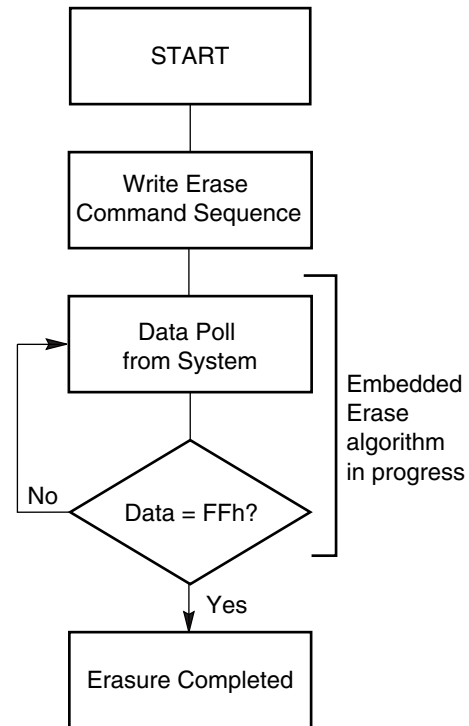 START
Write Erase
Command Sequence
Data Poll
from System
Embedded
Erase
algorithm
in progress
No
Data = FFh?
Yes
Erasure Completed